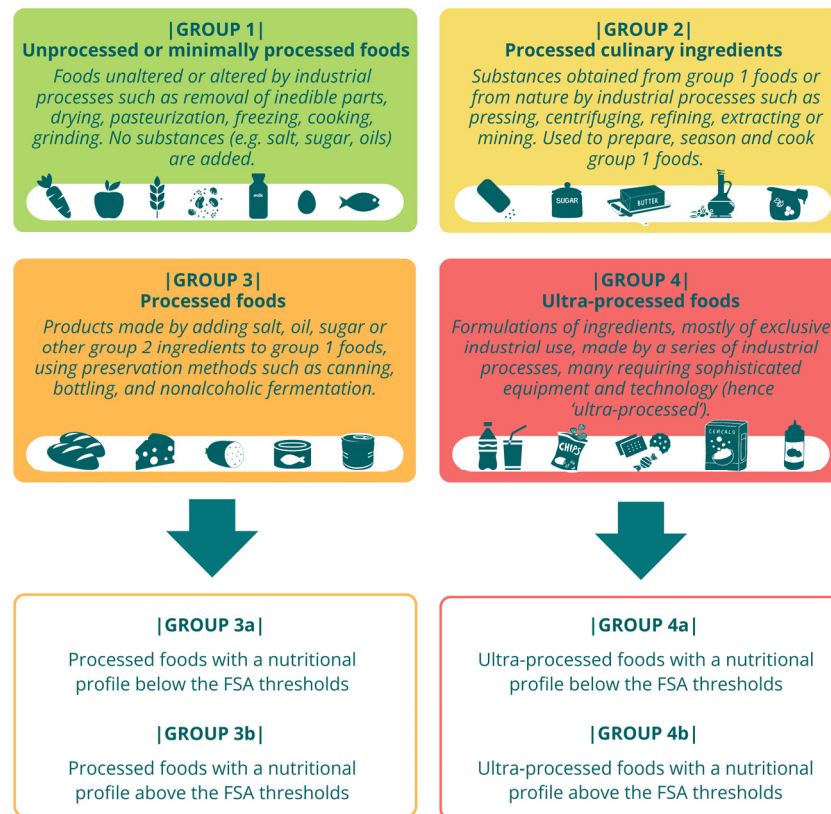 |GROUP 1|
Unprocessed or minimally processed foods
Foods unaltered or altered by industrial
processes such as removal of inedible parts,
drying, pasteurization, freezing, cooking,
grinding. No substances (e.g. salt, sugar, oils)
are added.
milk
|GROUP 2|
Processed culinary ingredients
Substances obtained from group 1 foods or
from nature by industrial processes such as
pressing, centrifuging, refining, extracting or
mining. Used to prepare, season and cook
group 1 foods.
SUGAR
BUTTER
|GROUP 3|
Processed foods
Products made by adding salt, oil, sugar or
other group 2 ingredients to group 1 foods,
using preservation methods such as canning,
bottling, and nonalcoholic fermentation.
|GROUP 4|
Ultra-processed foods
Formulations of ingredients, mostly of exclusive
industrial use, made by a series of industrial
processes, many requiring sophisticated
equipment and technology (hence
‘ultra-processed’).
CHIPS
CEREALS
|GROUP 3a|
Processed foods with a nutritional
profile below the FSA thresholds
|GROUP 3b|
Processed foods with a nutritional
profile above the FSA thresholds
|GROUP 4a|
Ultra-processed foods with a nutritional
profile below the FSA thresholds
|GROUP 4b|
Ultra-processed foods with a nutritional
profile above the FSA thresholds